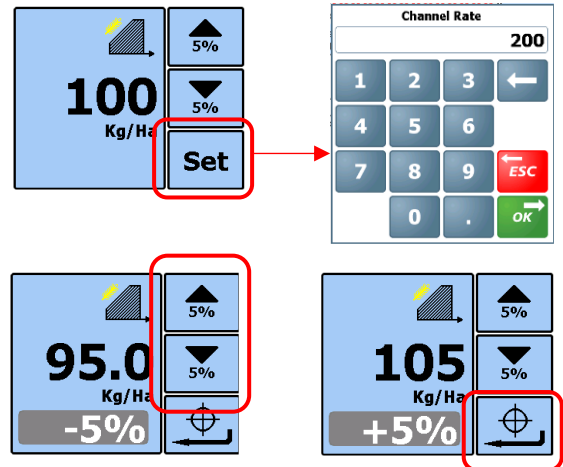 5%
100
Kg/Ha
5%
Set
Channel Rate
200
1 2 3
4 5 6
7 8 9 ESC
0 . OK
5%
95.0
Kg/Ha
5%
-5%
5%
105
Kg/Ha
5%
+5%